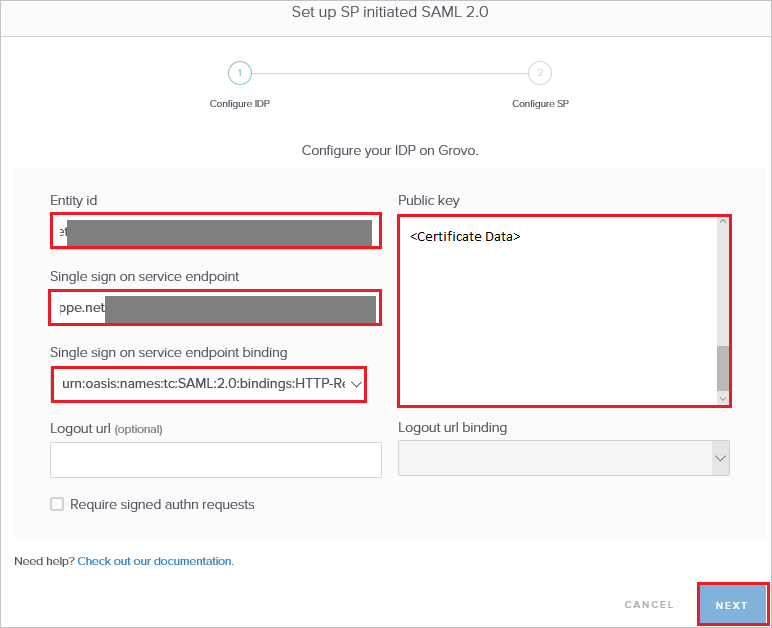 Set up SP initiated SAML 2.0
1
2
Configure IDP
Configure SP
Configure your IDP on Grovo.
Entity id
et
Single sign on service endpoint
ppe.net
Single sign on service endpoint binding
urn:oasis:names:tc:SAML:2.0:bindings:HTTP-Re
Logout url (optional)
Require signed authn requests
Public key
<Certificate Data>
Logout url binding
Need help? Check out our documentation.
CANCEL
NEXT